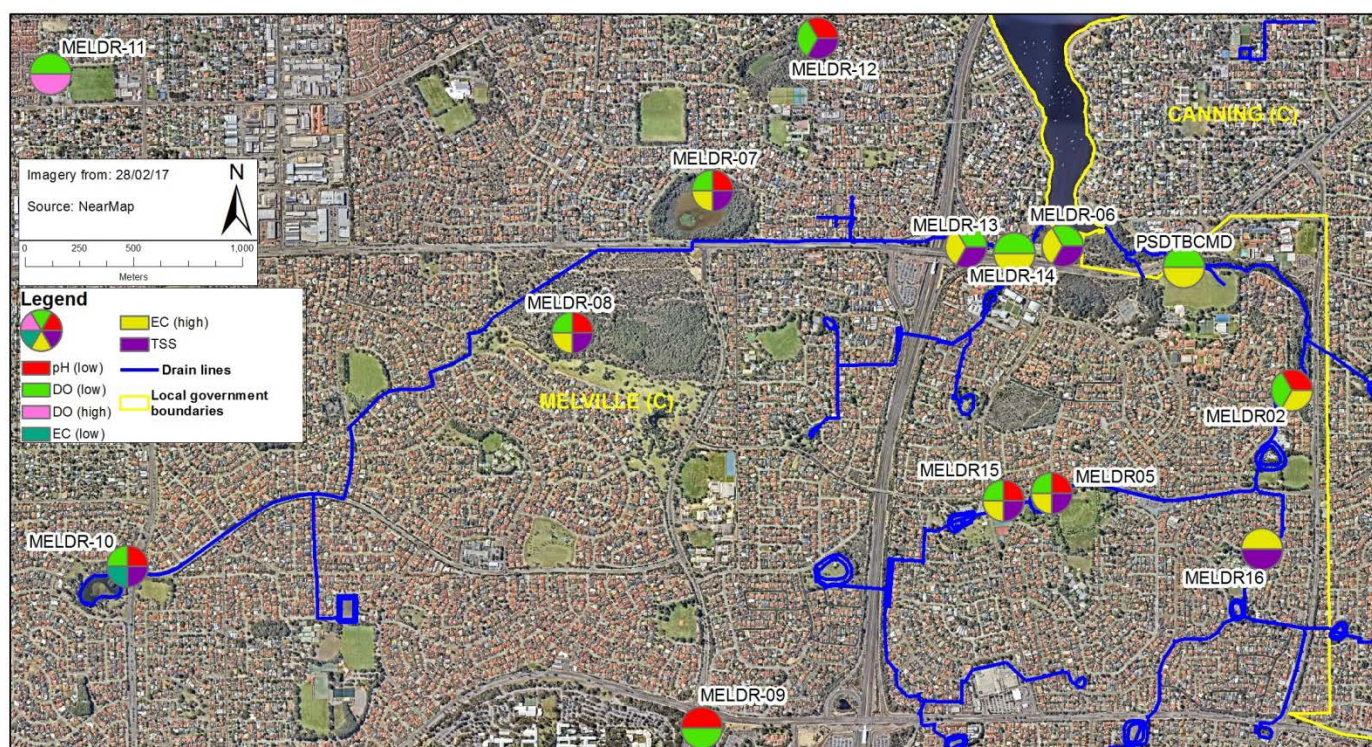 MELDR-11
MELDR-12
CANNING (C)
Imagery from: 28/02/17
N
Source: NearMap
0 250 500 1,000
Meters
MELDR-07
MELDR-13
MELDR-06
PSDTBCMD
MELDR-14
Legend
pH (low)
DO (low)
DO (high)
EC (low)
EC (high)
TSS
Drain lines
Local government
boundaries
MELDR-08
MELVILLE (C)
MELDR02
MELDR15
MELDR05
MELDR-10
MELDR16
MELDR-09